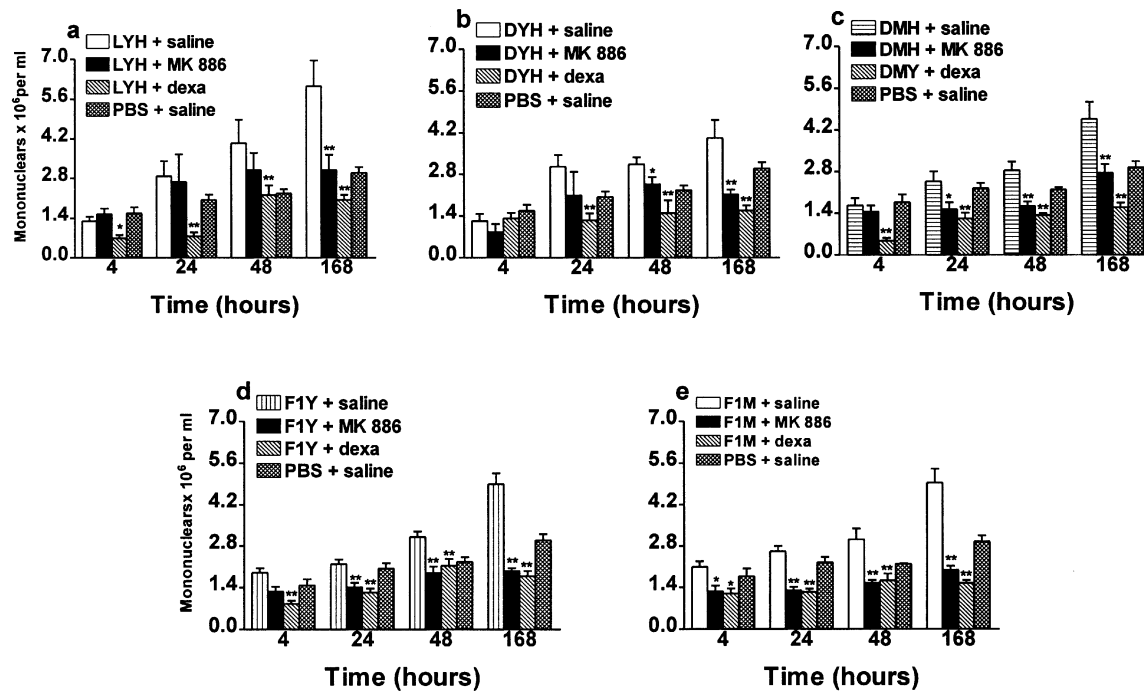 a
LYH + saline
LYH + MK 886
LYH + dexa
PBS + saline
Mononuclears x 10⁶ per ml
7.0
5.6
4.2
2.8
1.4
0.0
* ** ** ** **
4 24 48 168
Time (hours)
b
DYH + saline
DYH + MK 886
DYH + dexa
PBS + saline
7.0
5.6
4.2
2.8
1.4
0.0
** * ** ** **
4 24 48 168
Time (hours)
c
DMH + saline
DMH + MK 886
DMY + dexa
PBS + saline
7.0
5.6
4.2
2.8
1.4
0.0
** * ** ** ** ** **
4 24 48 168
Time (hours)
d
F1Y + saline
F1Y + MK 886
F1Y + dexa
PBS + saline
Mononuclearsx 10⁶ per ml
7.0
5.6
4.2
2.8
1.4
0.0
** ** ** ** ** ** **
4 24 48 168
Time (hours)
e
F1M + saline
F1M + MK 886
F1M + dexa
PBS + saline
7.0
5.6
4.2
2.8
1.4
0.0
* * ** ** ** ** ** **
4 24 48 168
Time (hours)